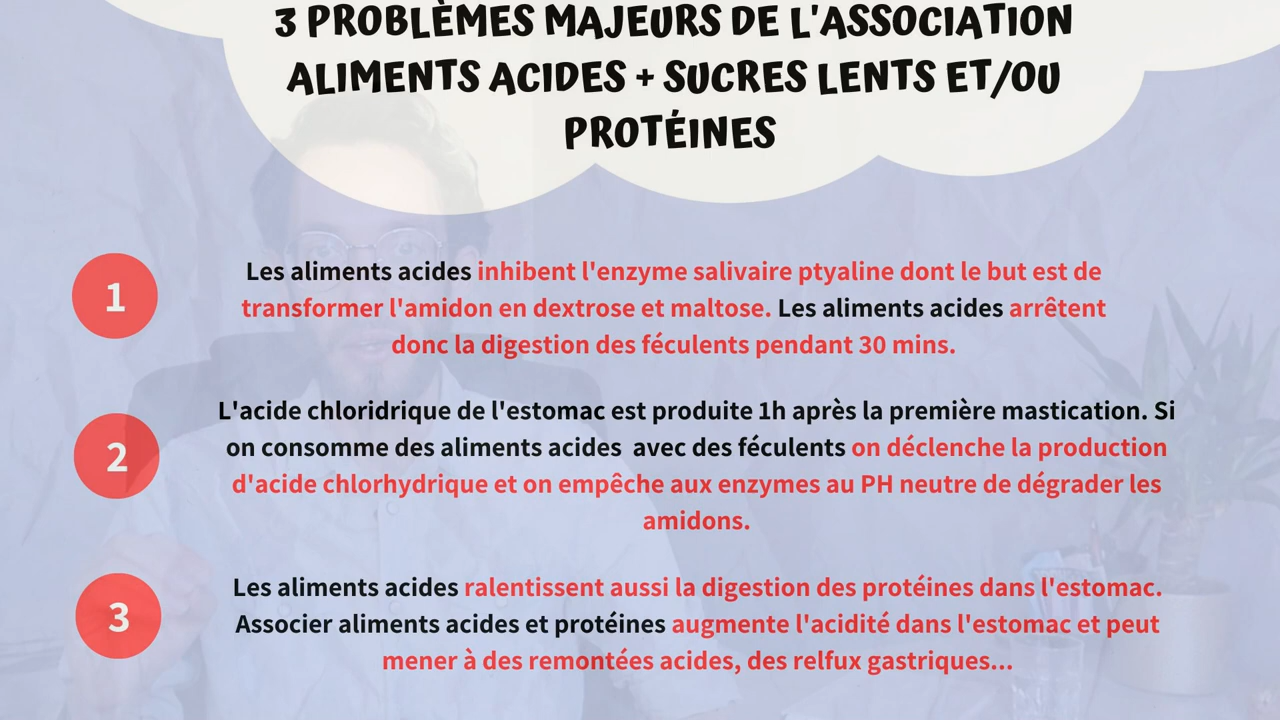 3 PROBLÈMES MAJEURS DE L'ASSOCIATION
ALIMENTS ACIDES + SUCRES LENTS ET/OU
PROTÉINES
1
Les aliments acides inhibent l'enzyme salivaire ptyaline dont le but est de
transformer l'amidon en dextrose et maltose. Les aliments acides arrêtent
donc la digestion des féculents pendant 30 mins.
2
L'acide chloridrique de l'estomac est produite 1h après la première mastication. Si
on consomme des aliments acides avec des féculents on déclenche la production
d'acide chlorhydrique et on empêche aux enzymes au PH neutre de dégrader les
amidons.
3
Les aliments acides ralentissent aussi la digestion des protéines dans l'estomac.
Associer aliments acides et protéines augmente l'acidité dans l'estomac et peut
mener à des remontées acides, des relfux gastriques...